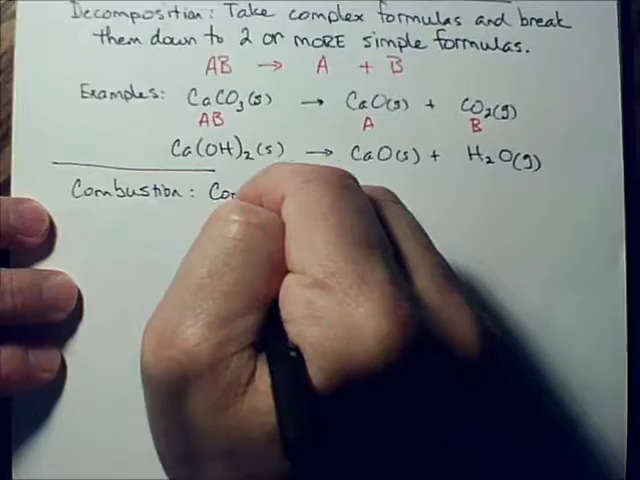 Decomposition: Take complex formulas and break
them down to 2 or MORE simple formulas.
AB → A + B
Examples: CaCO₃(s) → CaO(s) + CO₂(g)
AB A B
Ca(OH)₂(s) → CaO(s) + H₂O(g)
Combustion: